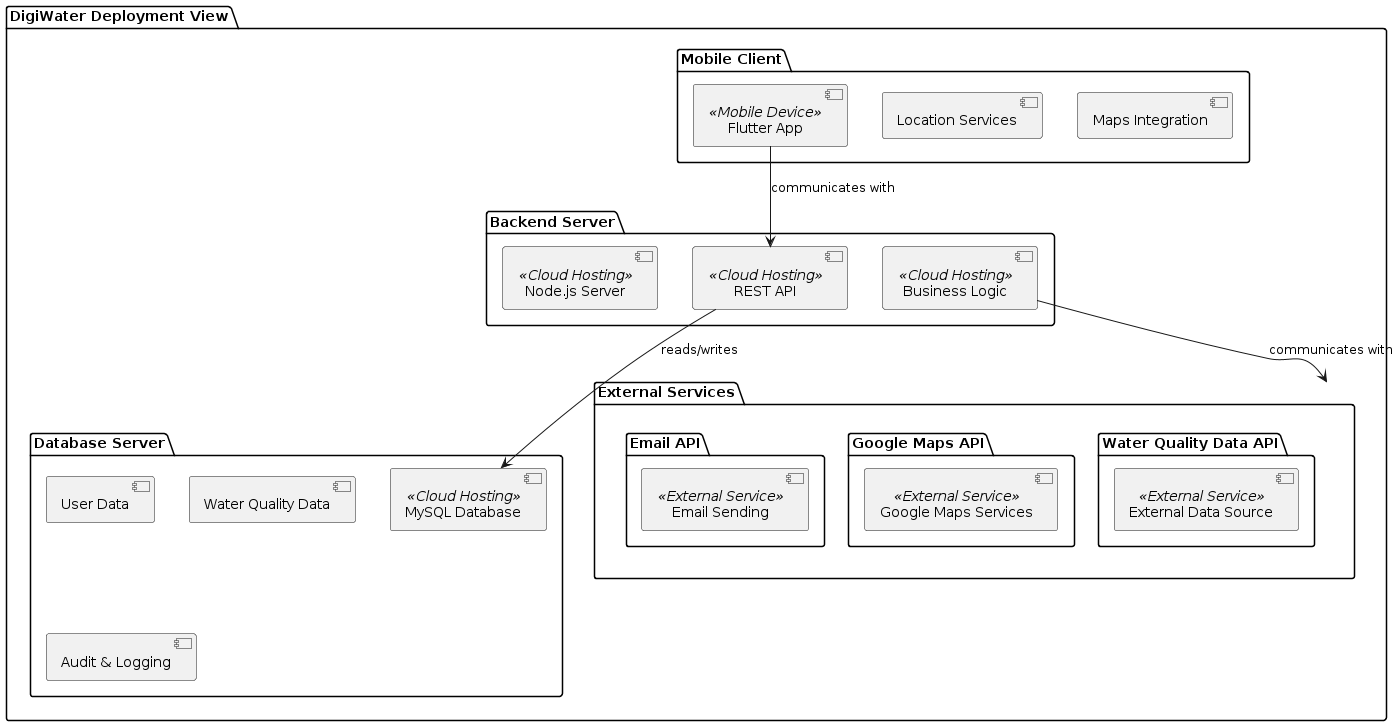 DigiWater Deployment View
Mobile Client
«Mobile Device»
Flutter App
Location Services
Maps Integration
communicates with
Backend Server
«Cloud Hosting»
Node.js Server
«Cloud Hosting»
REST API
«Cloud Hosting»
Business Logic
reads/writes
communicates with
External Services
Database Server
User Data
Water Quality Data
«Cloud Hosting»
MySQL Database
Audit & Logging
Email API
«External Service»
Email Sending
Google Maps API
«External Service»
Google Maps Services
Water Quality Data API
«External Service»
External Data Source